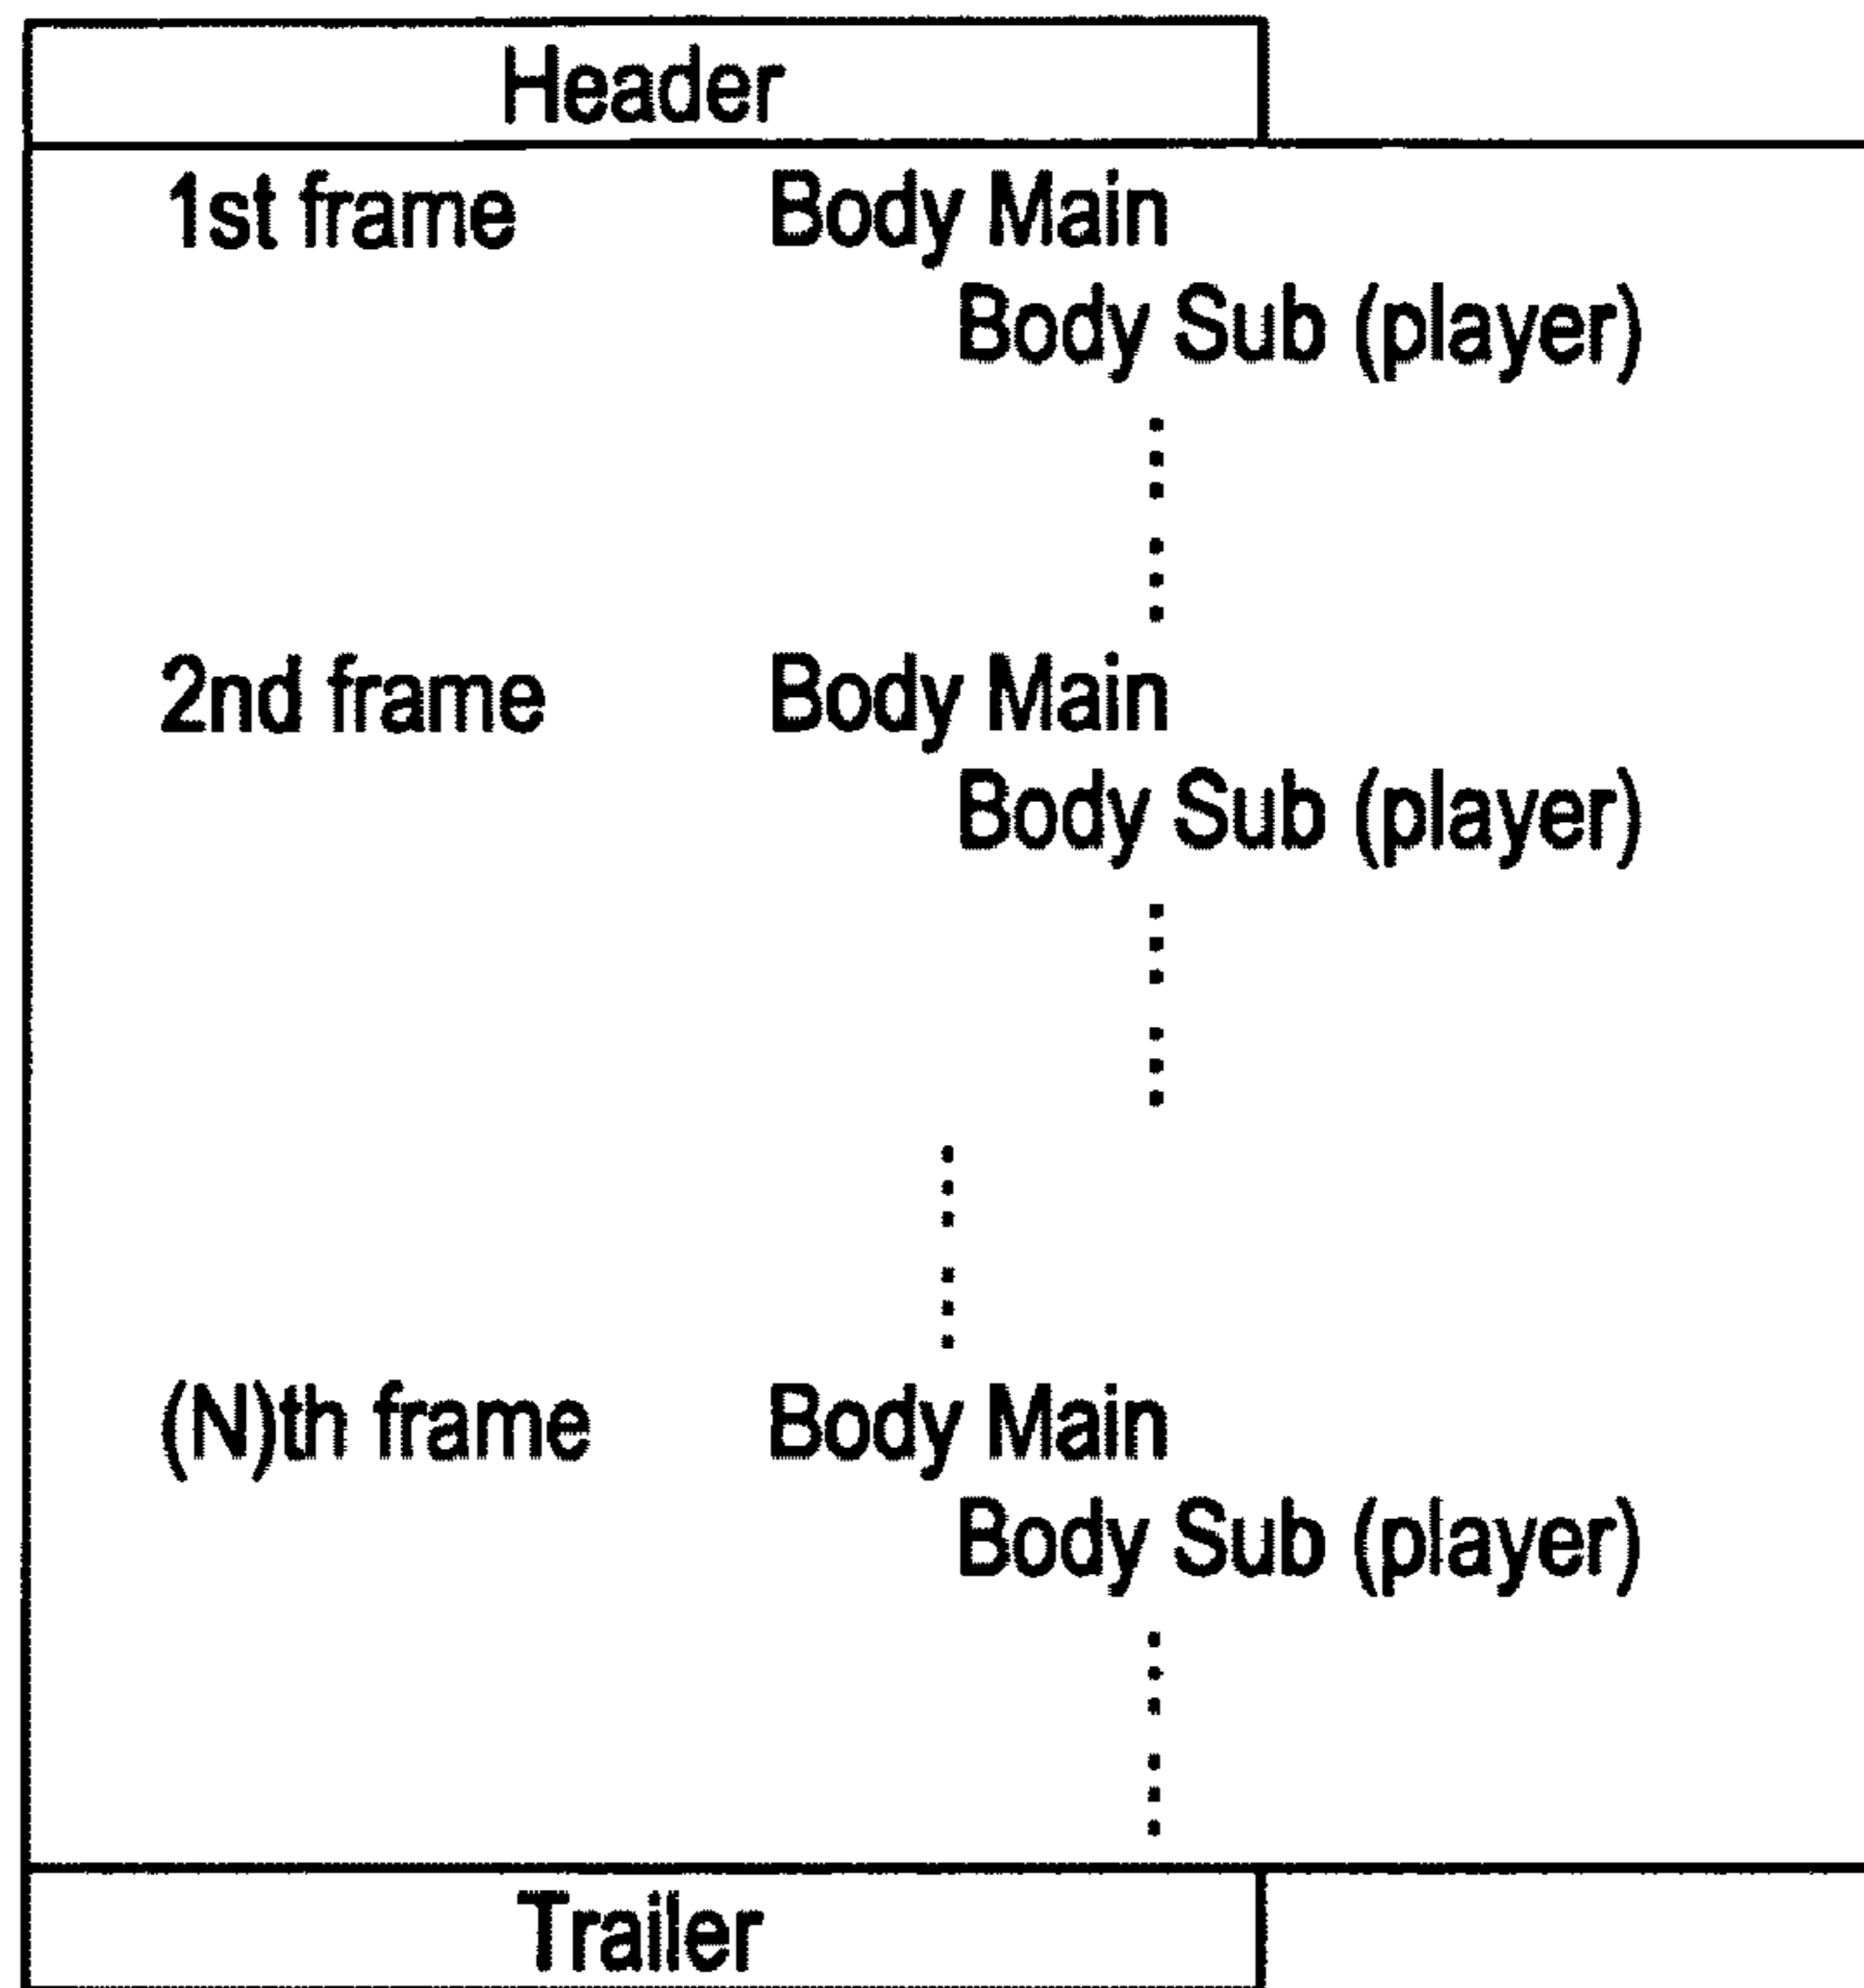 Header
1st frame Body Main
Body Sub (player)
2nd frame Body Main
Body Sub (player)
(N)th frame Body Main
Body Sub (player)
Trailer